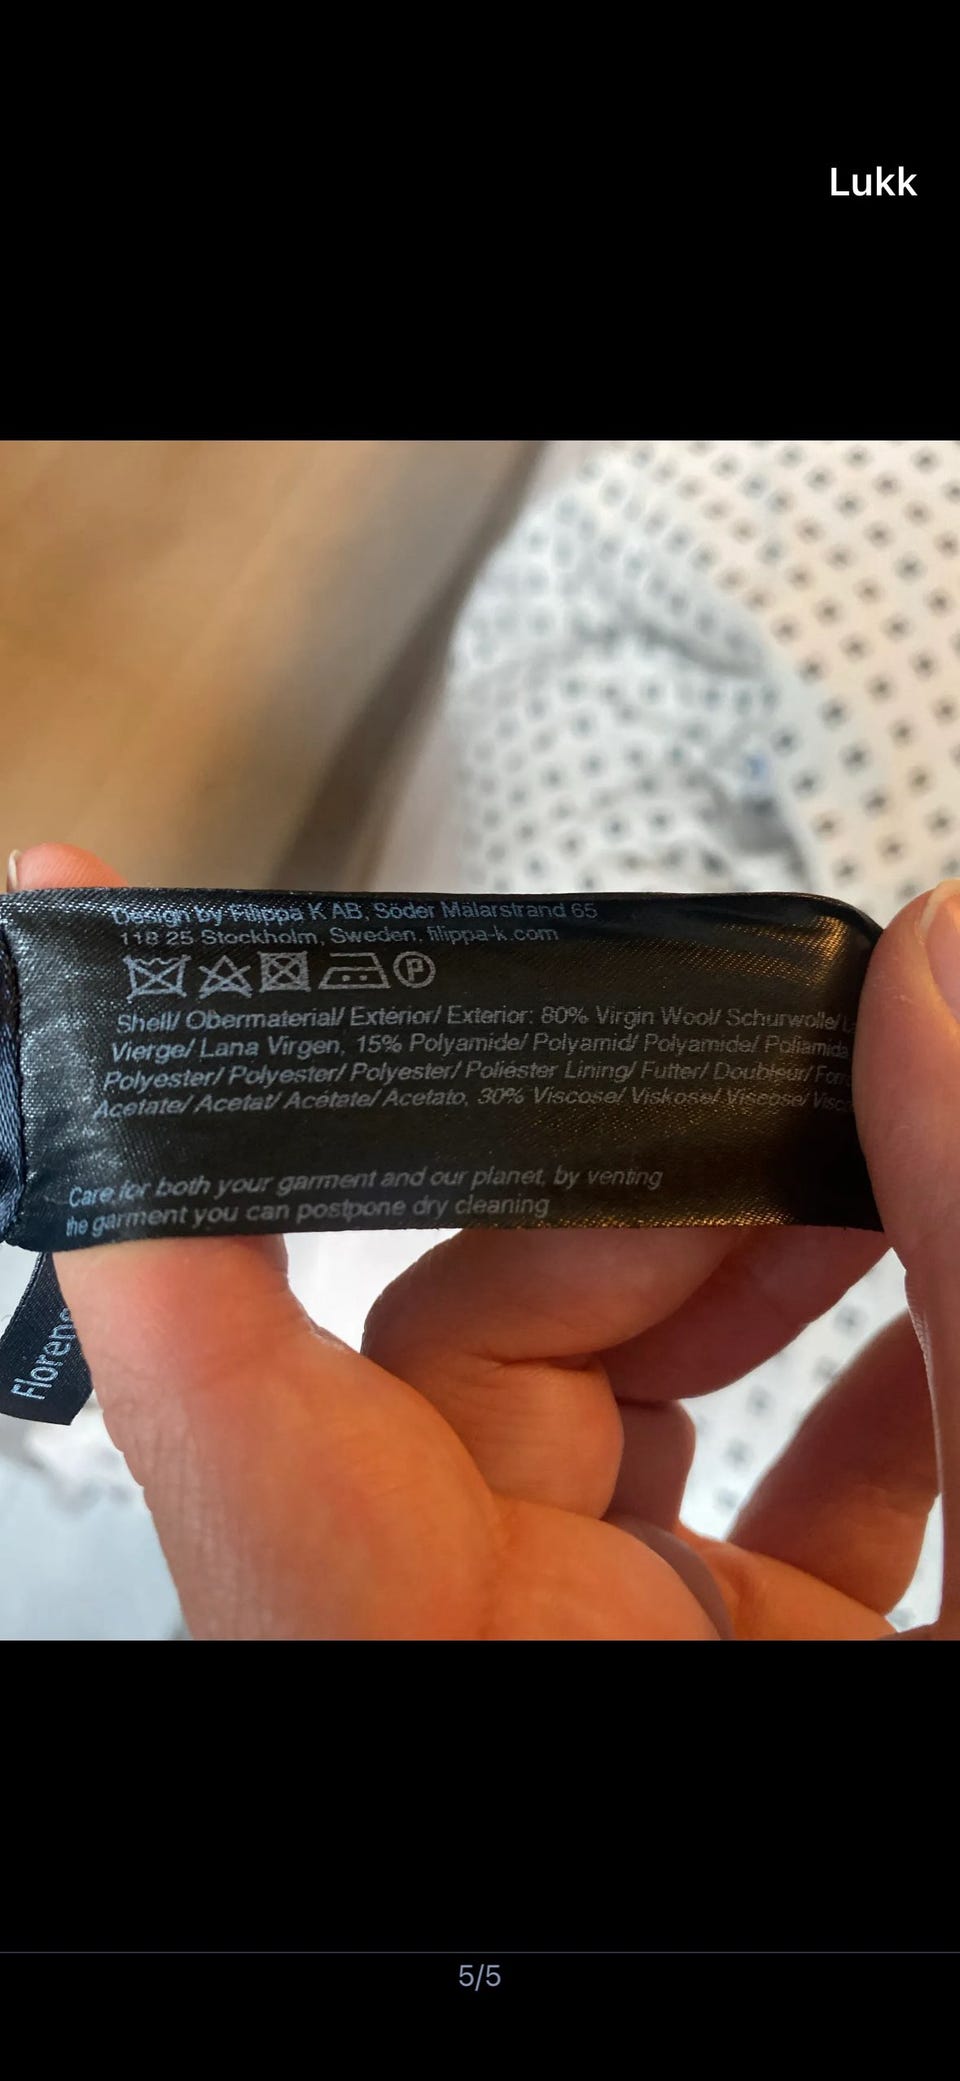 Lukk
Design by Filippa K AB, Söder Mälarstrand 65
118 25 Stockholm, Sweden. filippa-k.com
P
Shell/ Obermaterial/ Extérior/ Exterior: 80% Virgin Wool/ Schurwolle/
Vierge/ Lana Virgen, 15% Polyamide/ Polyamid/ Polyamide/ Poliamida
Polyester/ Polyester/ Polyester/ Poliéster Lining/ Futter/ Doubleur/
Acetate/ Acetat/ Acétate/ Acetato, 30% Viscose/ Viskose/ Viscose/
Care for both your garment and our planet, by venting
the garment you can postpone dry cleaning
5/5